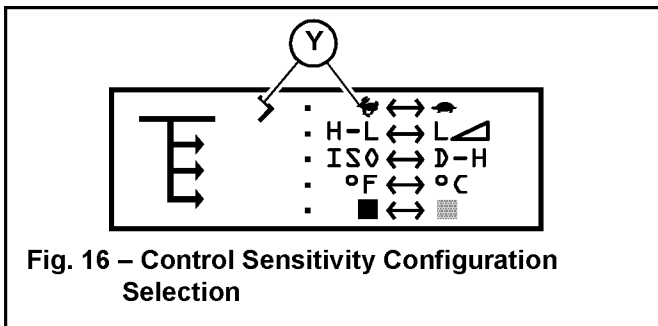 Y
H-L ↔ L
ISO ↔ D-H
°F ↔ °C
Fig. 16 – Control Sensitivity Configuration
Selection